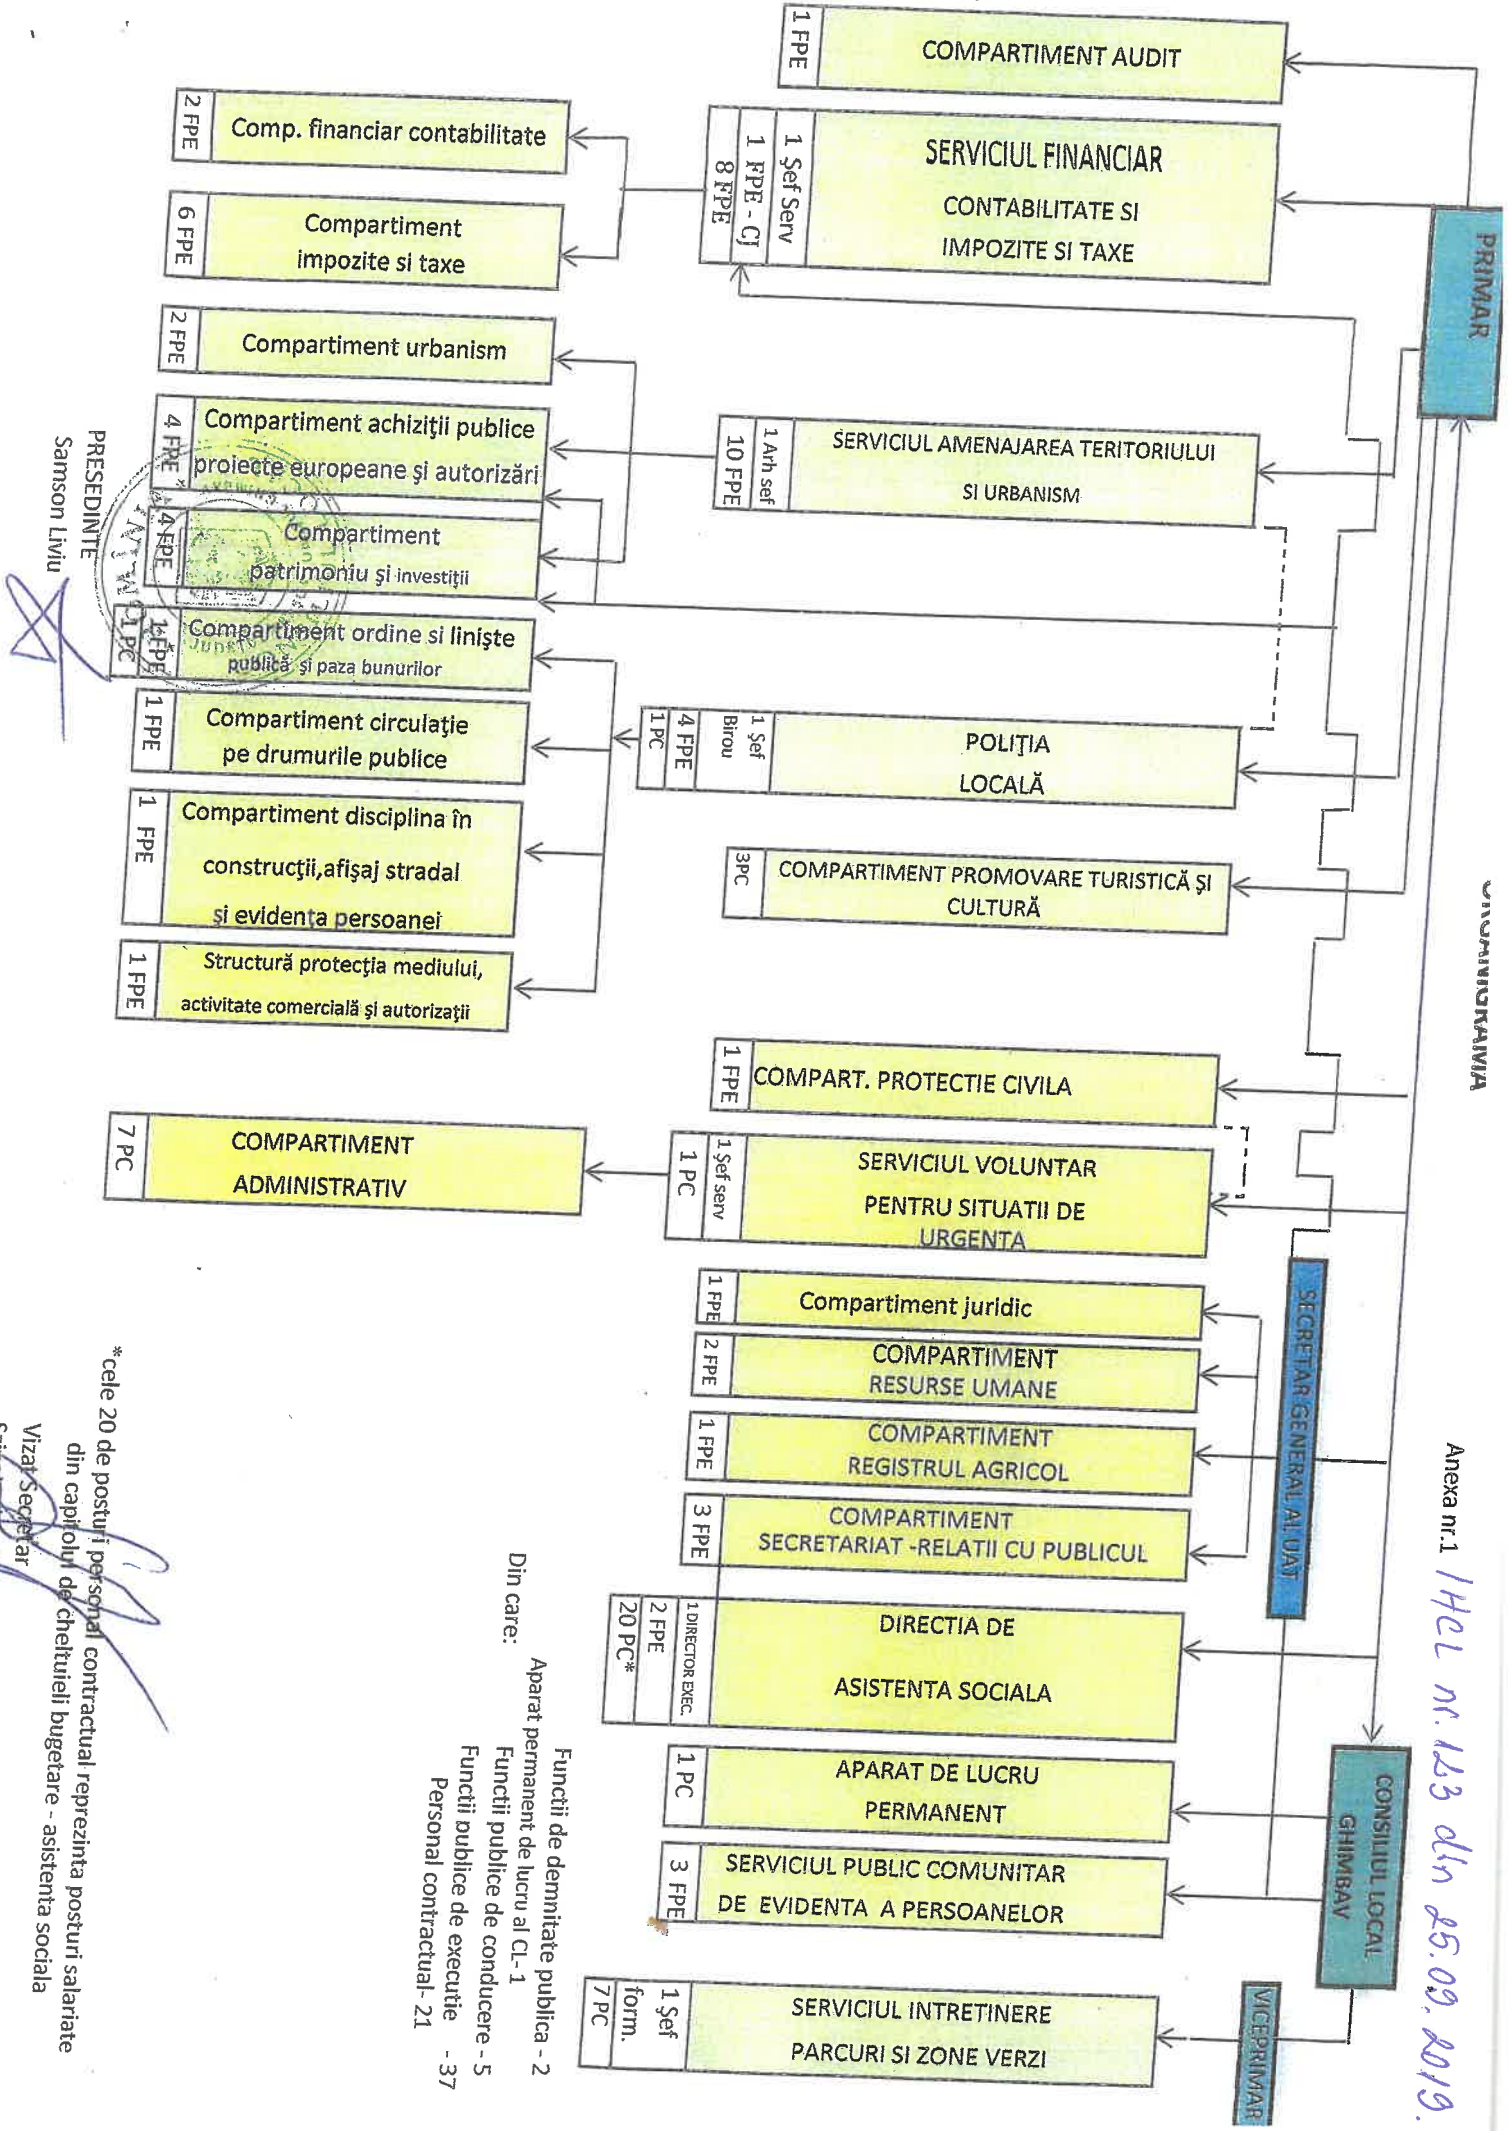 ORGANIGRAMA
Anexa nr.1 /HCL nr. 123 din 25.09.2019.
PRIMAR
CONSILIUL LOCAL
GHIMBAV
VICEPRIMAR
SECRETAR GENERAL AL UAT
COMPARTIMENT AUDIT
1 FPE
SERVICIUL FINANCIAR
CONTABILITATE SI
IMPOZITE SI TAXE
1 Şef Serv
1 FPE - CJ
8 FPE
SERVICIUL AMENAJAREA TERITORIULUI
SI URBANISM
1 Arh sef
10 FPE
POLIŢIA
LOCALĂ
1 Şef
Birou
4 FPE
1 PC
COMPARTIMENT PROMOVARE TURISTICĂ ŞI
CULTURĂ
3PC
COMPART. PROTECTIE CIVILA
1 FPE
SERVICIUL VOLUNTAR
PENTRU SITUATII DE
URGENTA
1 Şef serv
1 PC
Compartiment juridic
1 FPE
COMPARTIMENT
RESURSE UMANE
2 FPE
COMPARTIMENT
REGISTRUL AGRICOL
1 FPE
COMPARTIMENT
SECRETARIAT -RELATII CU PUBLICUL
3 FPE
DIRECTIA DE
ASISTENTA SOCIALA
1 DIRECTOR EXEC.
2 FPE
20 PC*
APARAT DE LUCRU
PERMANENT
1 PC
SERVICIUL PUBLIC COMUNITAR
DE EVIDENTA A PERSOANELOR
3 FPE
SERVICIUL INTRETINERE
PARCURI SI ZONE VERZI
1 Şef
form.
7 PC
Comp. financiar contabilitate
2 FPE
Compartiment
impozite si taxe
6 FPE
Compartiment urbanism
2 FPE
Compartiment achiziţii publice
proiecte europene şi autorizări
4 FPE
Compartiment
patrimoniu şi investiţii
4 FPE
Compartiment ordine si linişte
publică şi paza bunurilor
1 FPE
1 PC
Compartiment circulaţie
pe drumurile publice
1 FPE
Compartiment disciplina în
construcţii,afişaj stradal
şi evidenţa persoanei
1 FPE
Structură protecţia mediului,
activitate comercială şi autorizaţii
1 FPE
COMPARTIMENT
ADMINISTRATIV
7 PC
Functii de demnitate publica - 2
Din care: Aparat permanent de lucru al CL- 1
Functii publice de conducere - 5
Functii publice de executie - 37
Personal contractual- 21
PRESEDINTE
Samson Liviu
*cele 20 de posturi personal contractual reprezinta posturi salariate
din capitolul de cheltuieli bugetare - asistenta sociala
Vizat Secretar